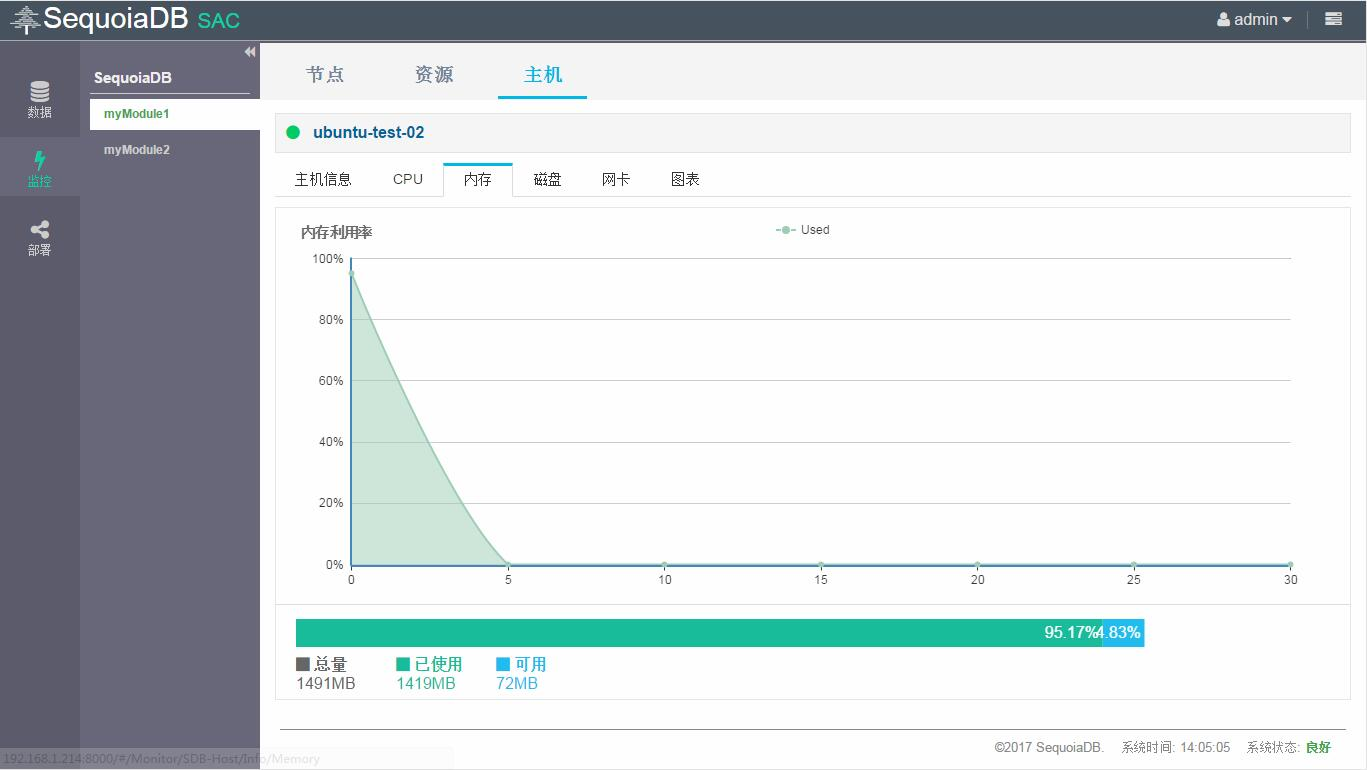 SequoiaDB SAC
admin
数据
监控
部署
SequoiaDB
myModule1
myModule2
节点 资源 主机
ubuntu-test-02
主机信息 CPU 内存 磁盘 网卡 图表
内存利用率
Used
100%
80%
60%
40%
20%
0%
0 5 10 15 20 25 30
95.17% 4.83%
总量 已使用 可用
1491MB 1419MB 72MB
©2017 SequoiaDB. 系统时间: 14:05:05 系统状态: 良好
192.168.1.214:8000/#/Monitor/SDB-Host/Info/Memory